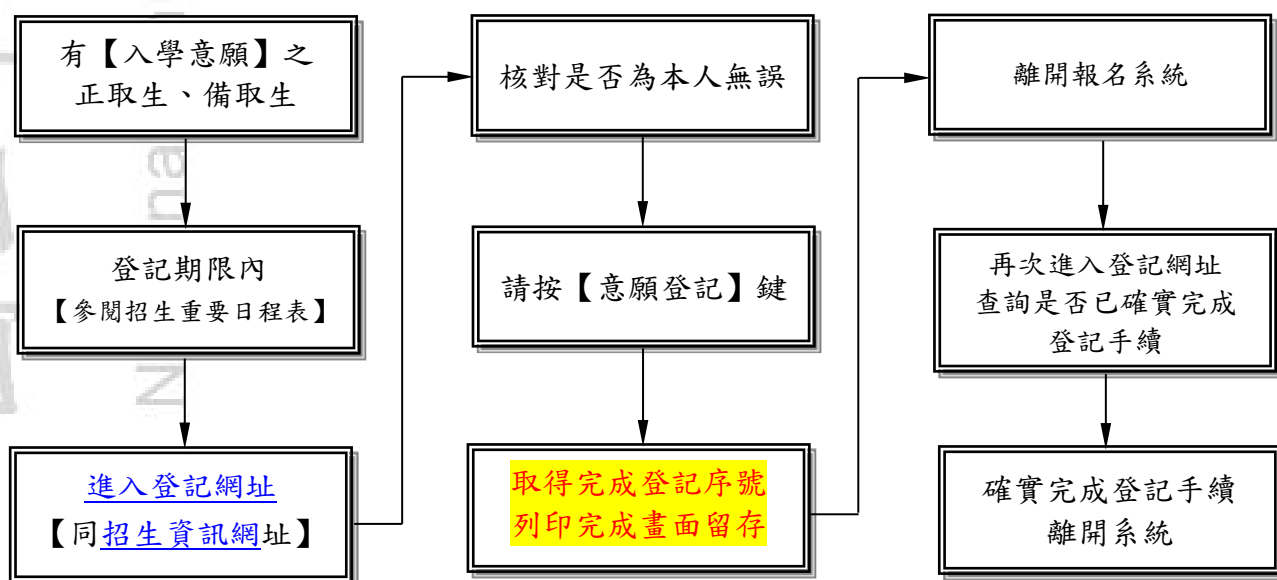 有【入學意願】之
正取生、備取生
登記期限內
【參閱招生重要日程表】
進入登記網址
【同招生資訊網址】
核對是否為本人無誤
請按【意願登記】鍵
取得完成登記序號
列印完成畫面留存
離開報名系統
再次進入登記網址
查詢是否已確實完成
登記手續
確實完成登記手續
離開系統